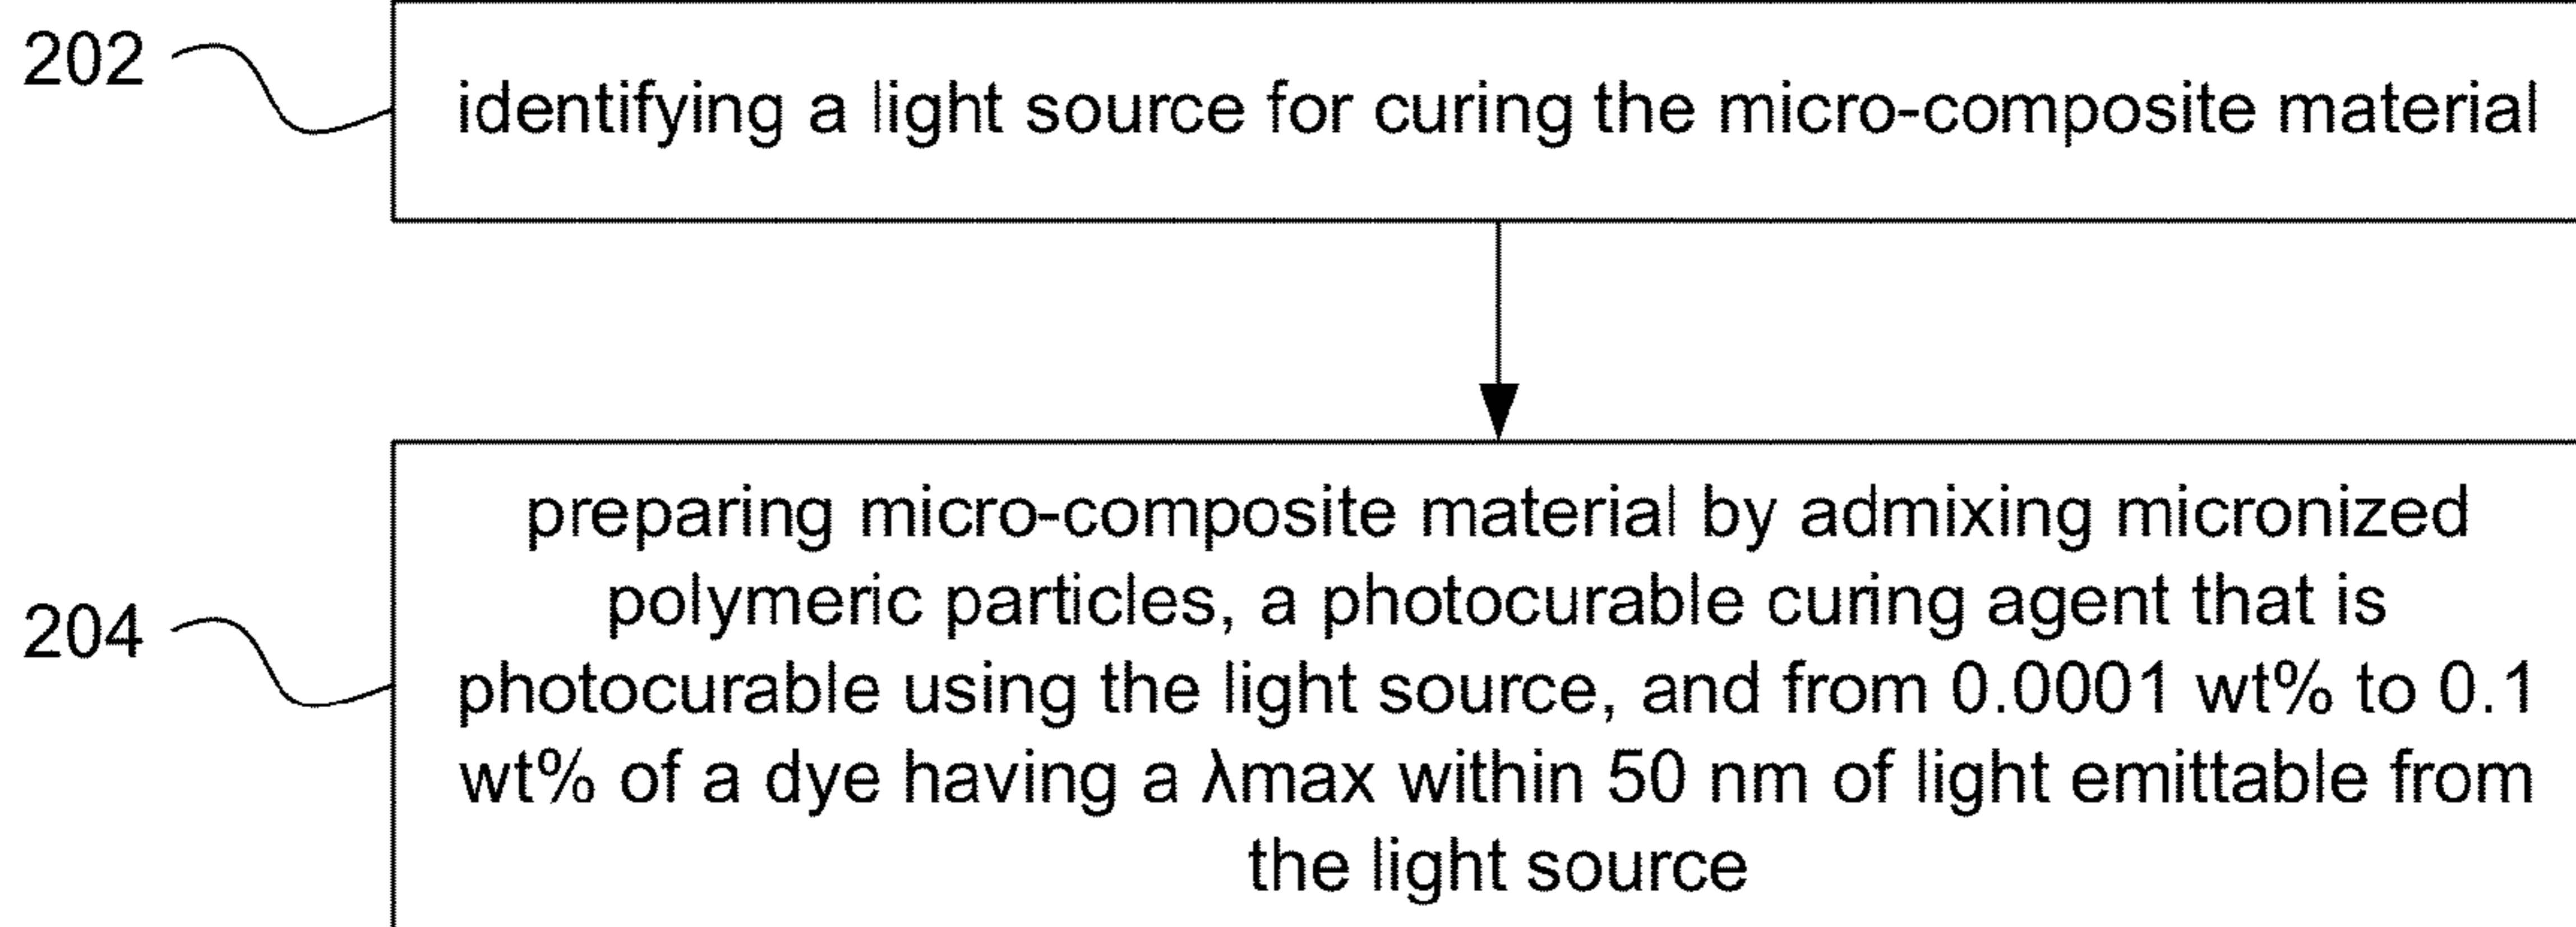 202
identifying a light source for curing the micro-composite material
204
preparing micro-composite material by admixing micronized
polymeric particles, a photocurable curing agent that is
photocurable using the light source, and from 0.0001 wt% to 0.1
wt% of a dye having a λmax within 50 nm of light emittable from
the light source